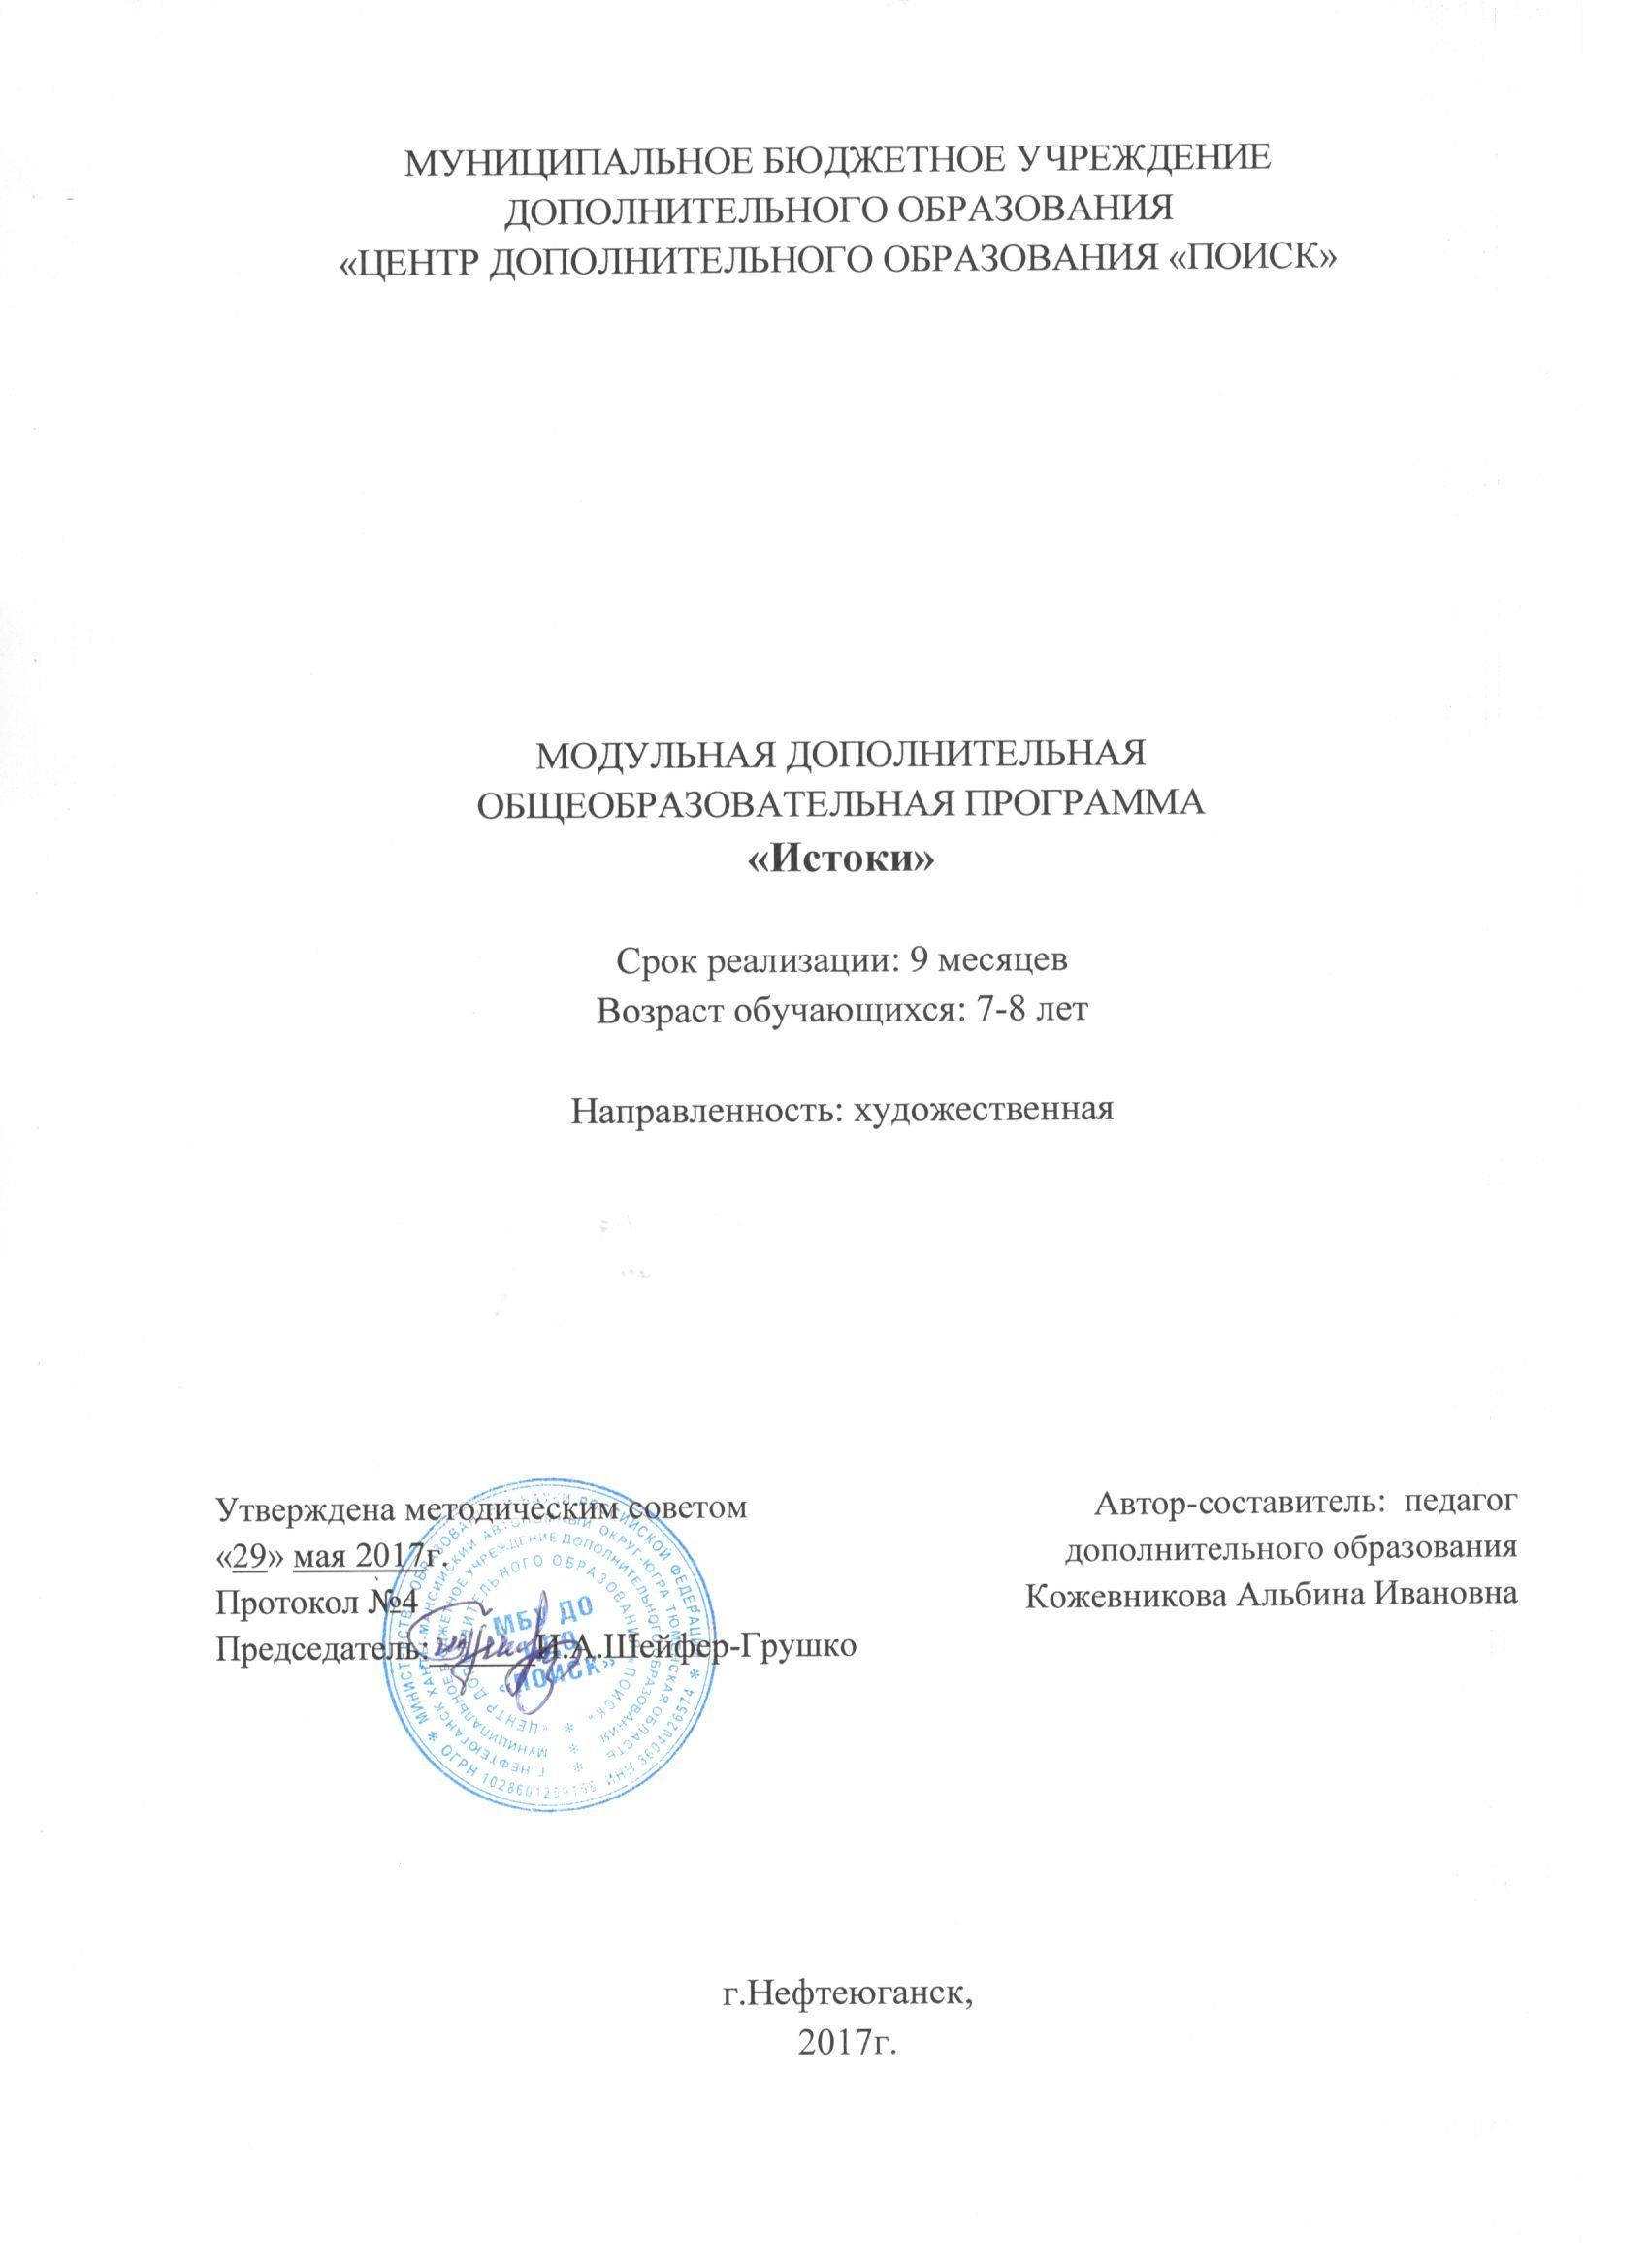 МУНИЦИПАЛЬНОЕ БЮДЖЕТНОЕ УЧРЕЖДЕНИЕ
ДОПОЛНИТЕЛЬНОГО ОБРАЗОВАНИЯ
«ЦЕНТР ДОПОЛНИТЕЛЬНОГО ОБРАЗОВАНИЯ «ПОИСК»
МОДУЛЬНАЯ ДОПОЛНИТЕЛЬНАЯ
ОБЩЕОБРАЗОВАТЕЛЬНАЯ ПРОГРАММА
«Истоки»
Срок реализации: 9 месяцев
Возраст обучающихся: 7-8 лет
Направленность: художественная
Утверждена методическим советом
«29» мая 2017г.
Протокол №4
Председатель: И.А.Шейфер-Грушко
Автор-составитель: педагог
дополнительного образования
Кожевникова Альбина Ивановна
МБУ ДО
«ПОИСК»
г.Нефтеюганск,
2017г.